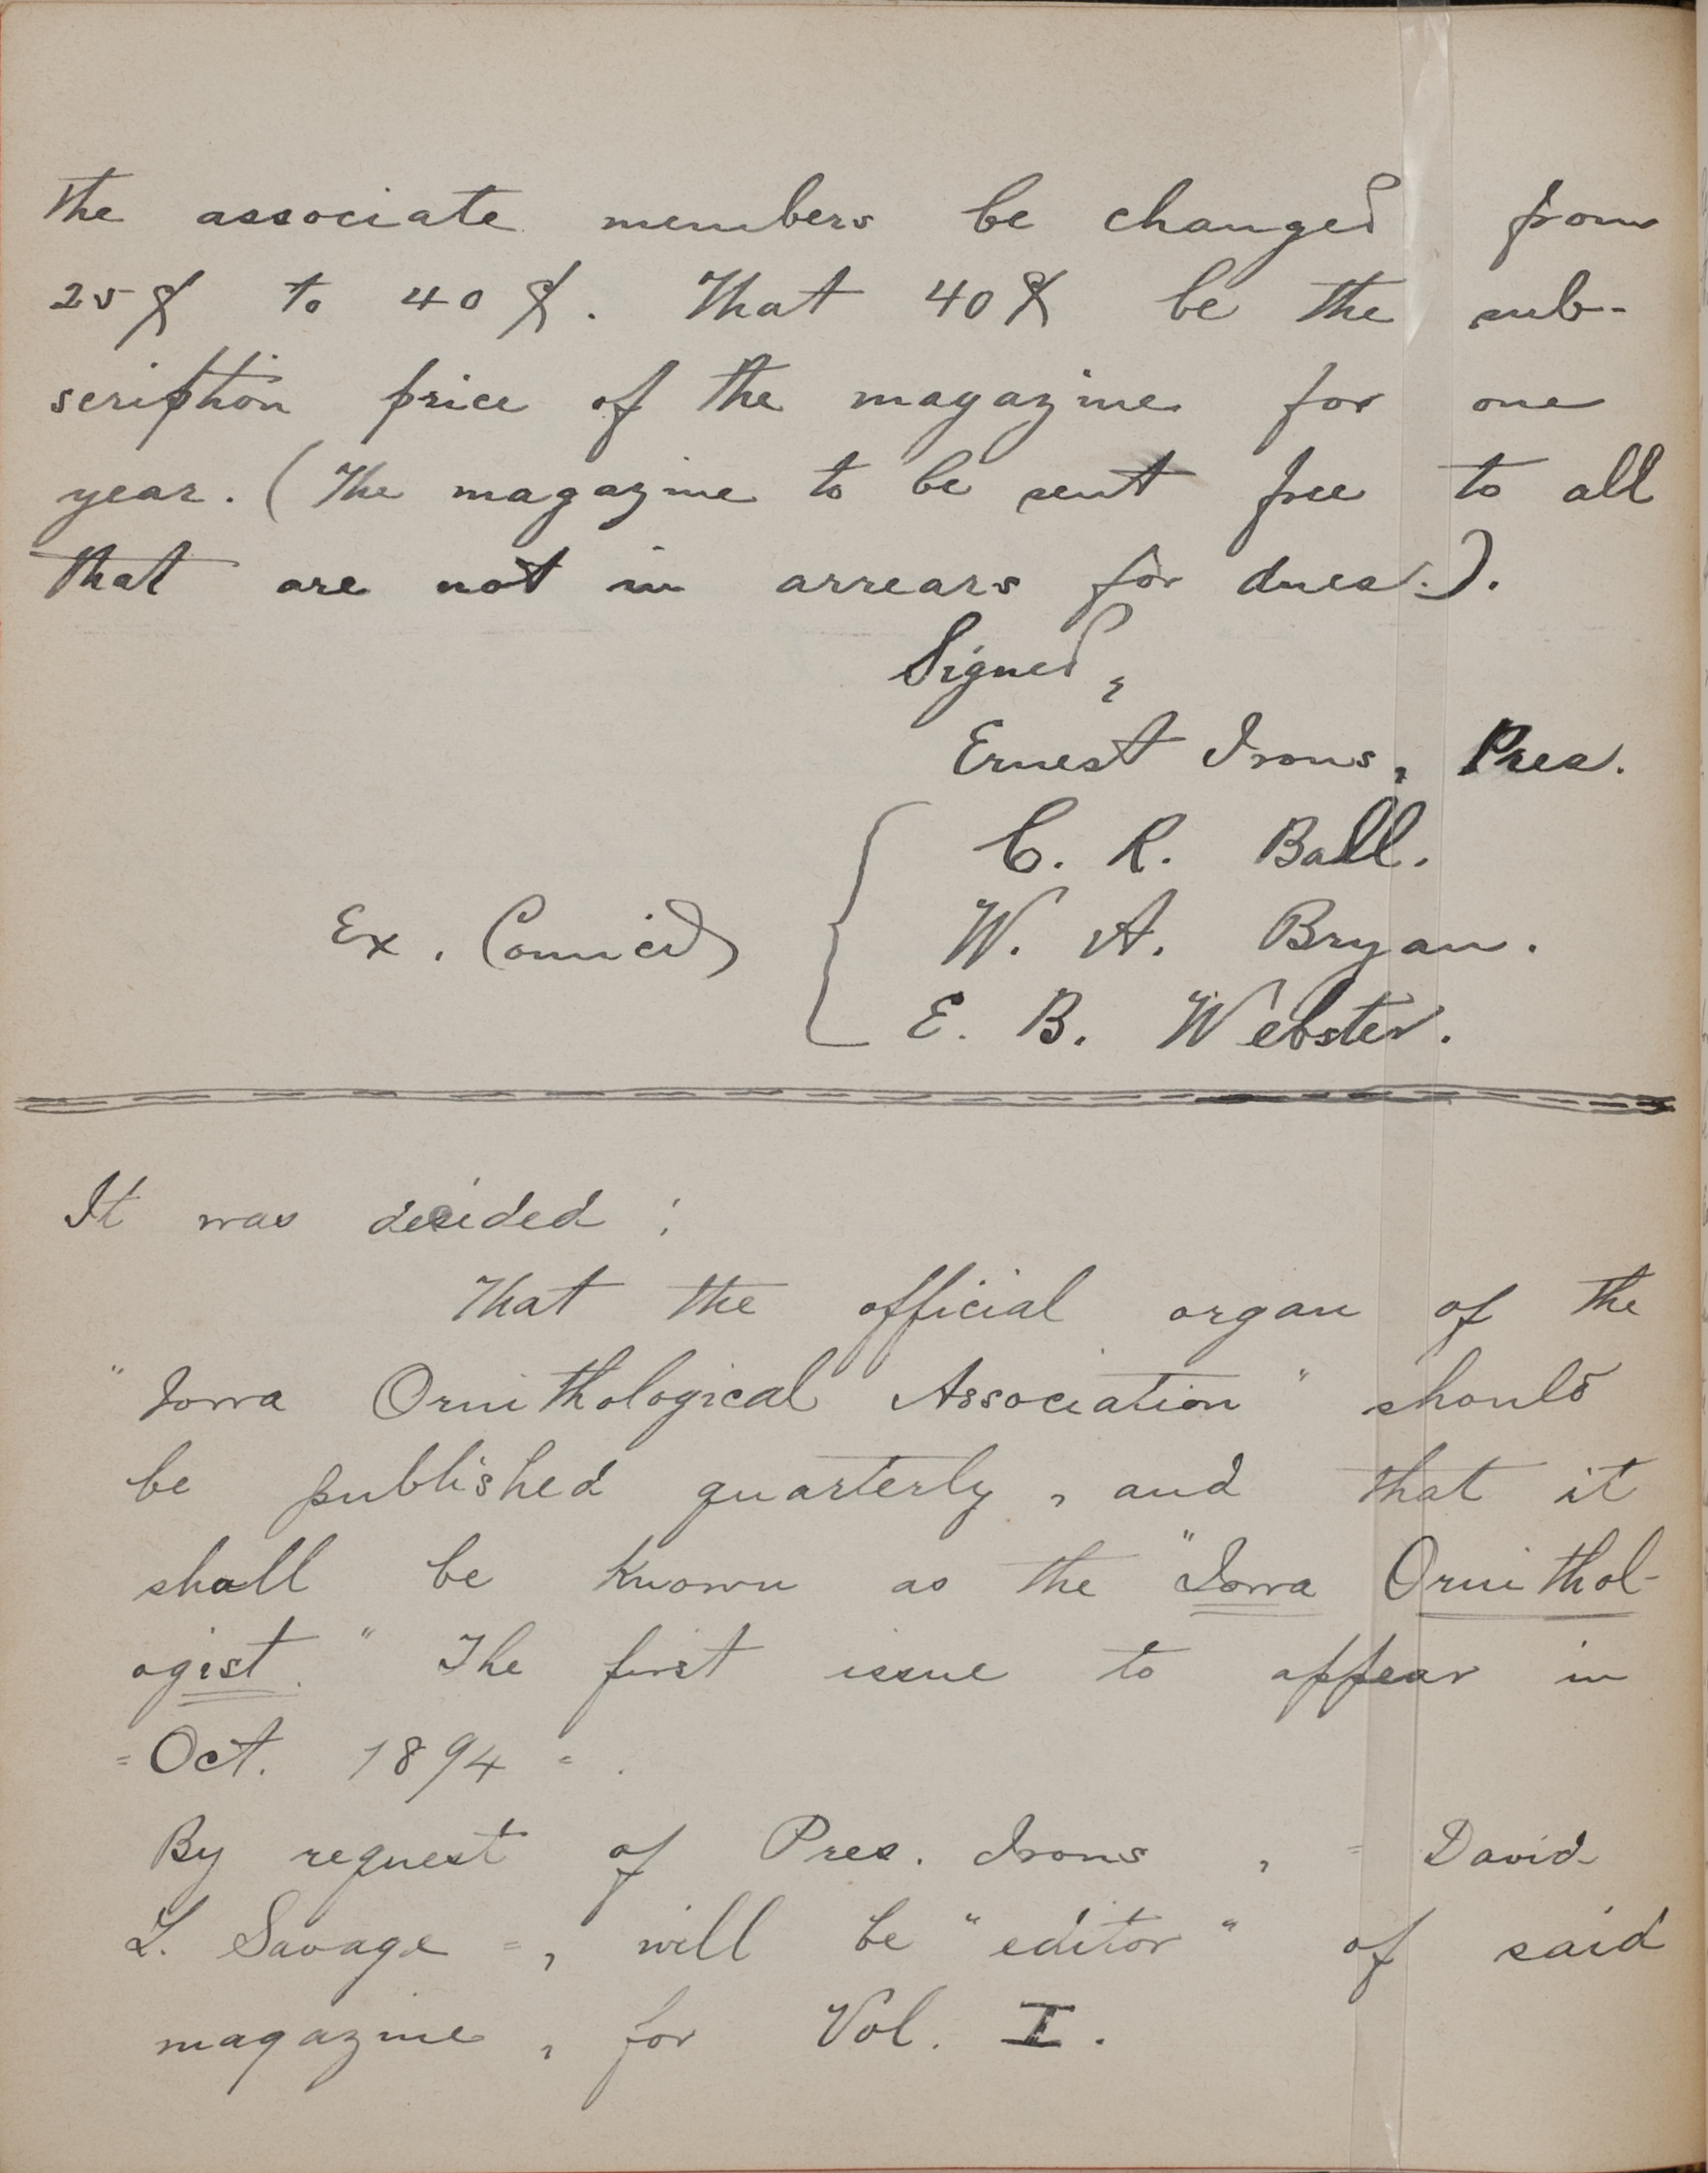 the associate members be changed from
25¢ to 40¢. That 40¢ be the sub-
scription price of the magazine for one
year. (The magazine to be sent free to all
that are not in arrears for dues.).
Signed,
Ernest Irons, Pres.
C. R. Ball.
Ex. Council { W. A. Bryan.
E. B. Webster.
It was decided :
That the official organ of the
"Iowa Ornithological Association" should
be published quarterly, and that it
shall be known as the "Iowa Ornithol-
ogist." The first issue to appear in
"Oct. 1894".
By request of Pres. Irons, "David
L. Savage", will be "editor" of said
magazine, for Vol. I.